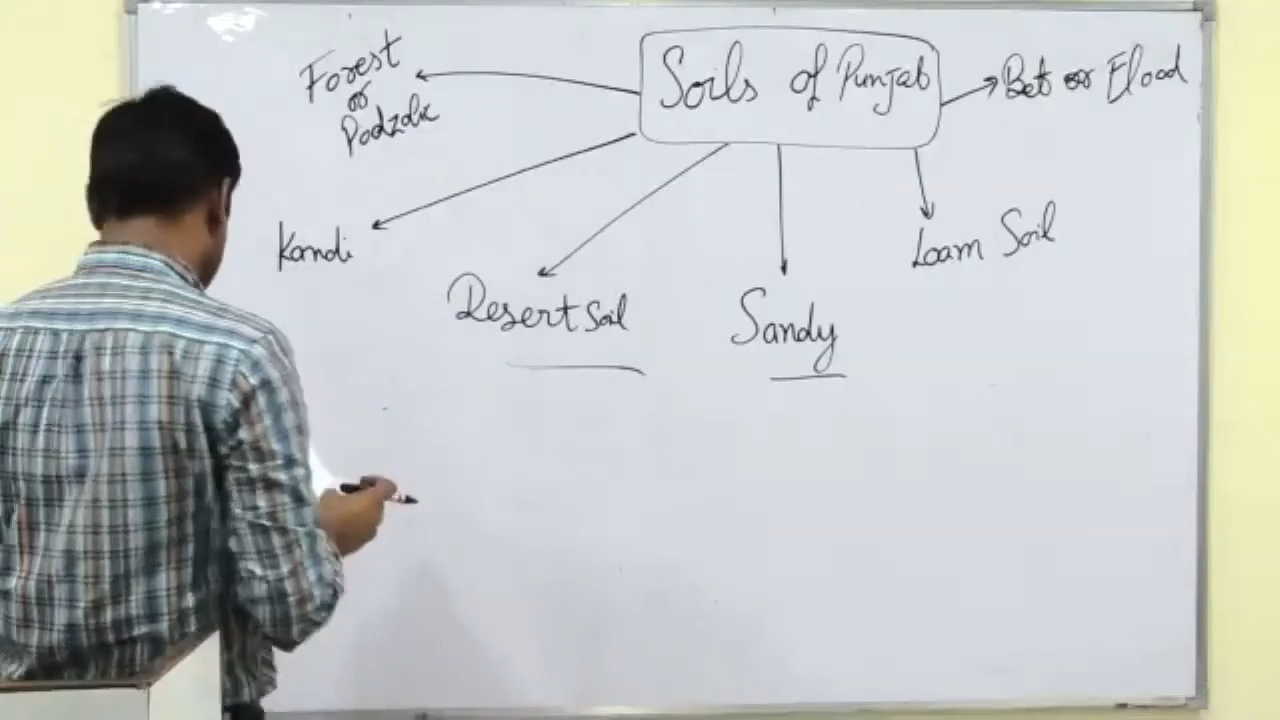 Soils of Punjab
Forest
or
Podzolic
Kandi
Desert Soil
Sandy
Loam Soil
Bet or Flood